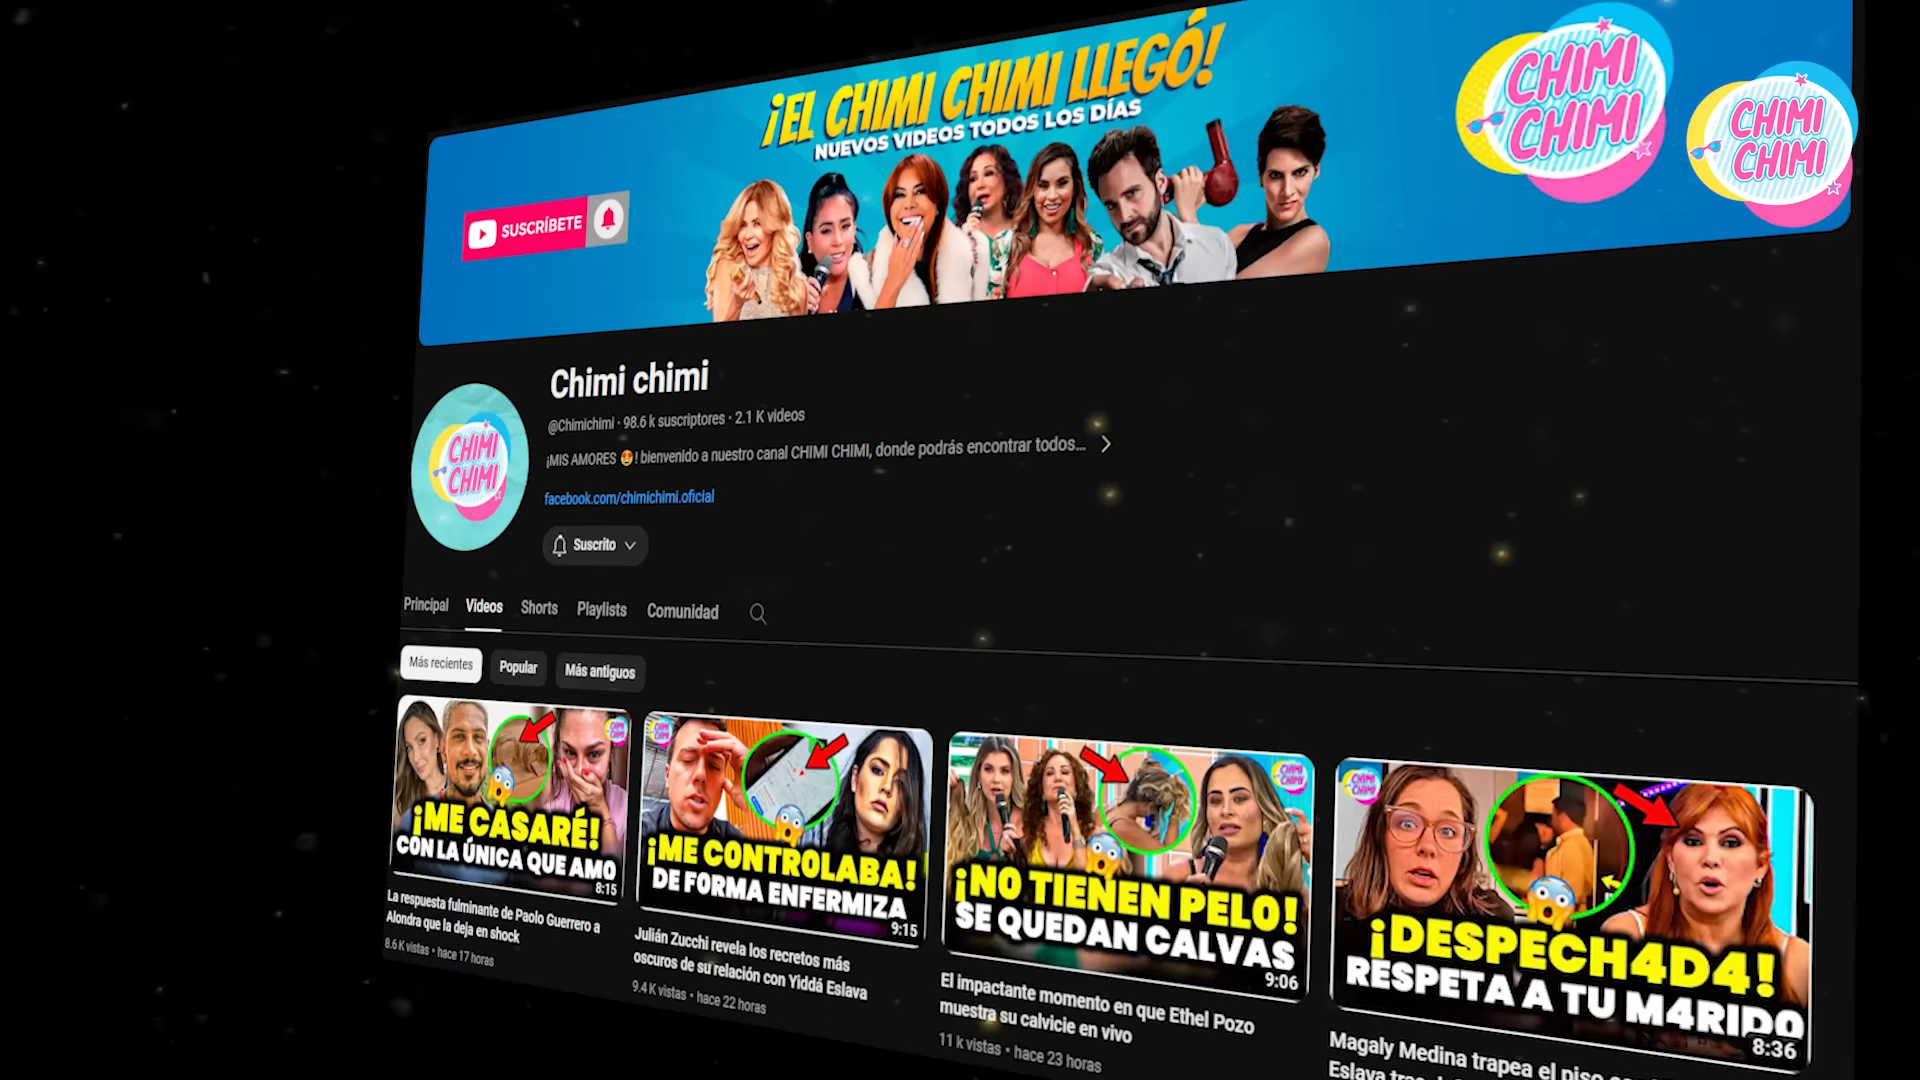 ¡EL CHIMI CHIMI LLEGÓ!
NUEVOS VIDEOS TODOS LOS DÍAS
SUSCRÍBETE
CHIMI
CHIMI
CHIMI
CHIMI
Chimi chimi
@Chimichimi · 98.6 k suscriptores · 2.1 K videos
¡MIS AMORES 😍! bienvenido a nuestro canal CHIMI CHIMI, donde podrás encontrar todos...
facebook.com/chimichimi.oficial
Suscrito
CHIMI
CHIMI
Principal Videos Shorts Playlists Comunidad
Más recientes Popular Más antiguos
¡ME CASARÉ!
CON LA ÚNICA QUE AMO
8:15
La respuesta fulminante de Paolo Guerrero a
Alondra que la deja en shock
8.6 K vistas • hace 17 horas
¡ME CONTROLABA!
DE FORMA ENFERMIZA
9:15
Julián Zucchi revela los recretos más
oscuros de su relación con Yiddá Eslava
9.4 K vistas • hace 22 horas
¡NO TIENEN PELO!
SE QUEDAN CALVAS
9:06
El impactante momento en que Ethel Pozo
muestra su calvicie en vivo
11 k vistas • hace 23 horas
¡DESPECH4D4!
RESPETA A TU M4RIDO
8:36
Magaly Medina trapea el piso
Eslava